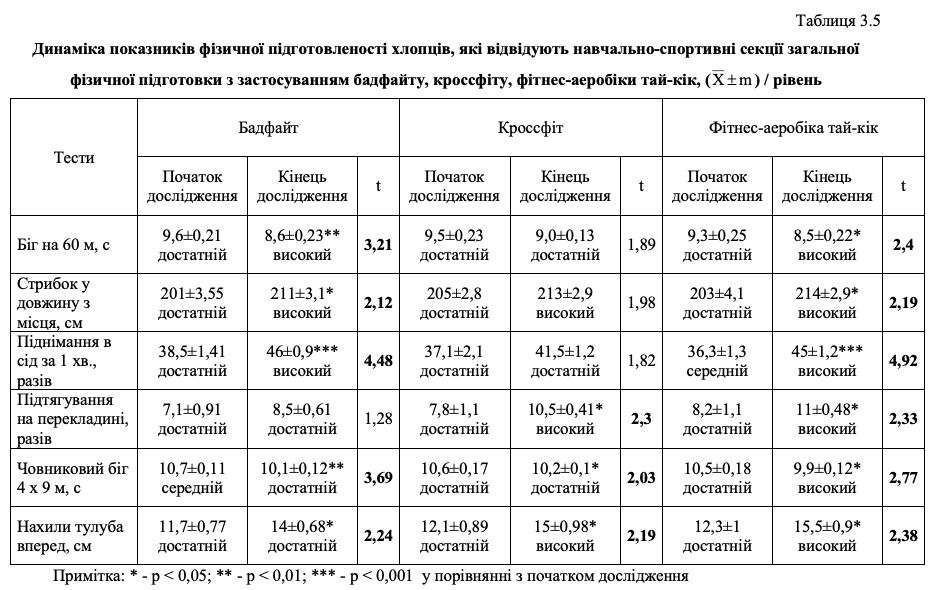 Таблиця 3.5
Динаміка показників фізичної підготовленості хлопців, які відвідують навчально-спортивні секції загальної
фізичної підготовки з застосуванням бадфайту, кроссфіту, фітнес-аеробіки тай-кік, (X̅ ± m) / рівень
Тести
Бадфайт
Кроссфіт
Фітнес-аеробіка тай-кік
Початок дослідження
Кінець дослідження
t
Початок дослідження
Кінець дослідження
t
Початок дослідження
Кінець дослідження
t
Біг на 60 м, с
9,6±0,21 достатній
8,6±0,23** високий
3,21
9,5±0,23 достатній
9,0±0,13 достатній
1,89
9,3±0,25 достатній
8,5±0,22* високий
2,4
Стрибок у
довжину з
місця, см
201±3,55 достатній
211±3,1* високий
2,12
205±2,8 достатній
213±2,9 високий
1,98
203±4,1 достатній
214±2,9* високий
2,19
Піднімання в
сід за 1 хв.,
разів
38,5±1,41 достатній
46±0,9*** високий
4,48
37,1±2,1 достатній
41,5±1,2 достатній
1,82
36,3±1,3 середній
45±1,2*** високий
4,92
Підтягування
на перекладині,
разів
7,1±0,91 достатній
8,5±0,61 достатній
1,28
7,8±1,1 достатній
10,5±0,41* високий
2,3
8,2±1,1 достатній
11±0,48* високий
2,33
Човниковий біг
4 х 9 м, с
10,7±0,11 середній
10,1±0,12** достатній
3,69
10,6±0,17 достатній
10,2±0,1* достатній
2,03
10,5±0,18 достатній
9,9±0,12* високий
2,77
Нахили тулуба
вперед, см
11,7±0,77 достатній
14±0,68* достатній
2,24
12,1±0,89 достатній
15±0,98* високий
2,19
12,3±1 достатній
15,5±0,9* високий
2,38
Примітка: * - p < 0,05; ** - p < 0,01; *** - p < 0,001 у порівнянні з початком дослідження